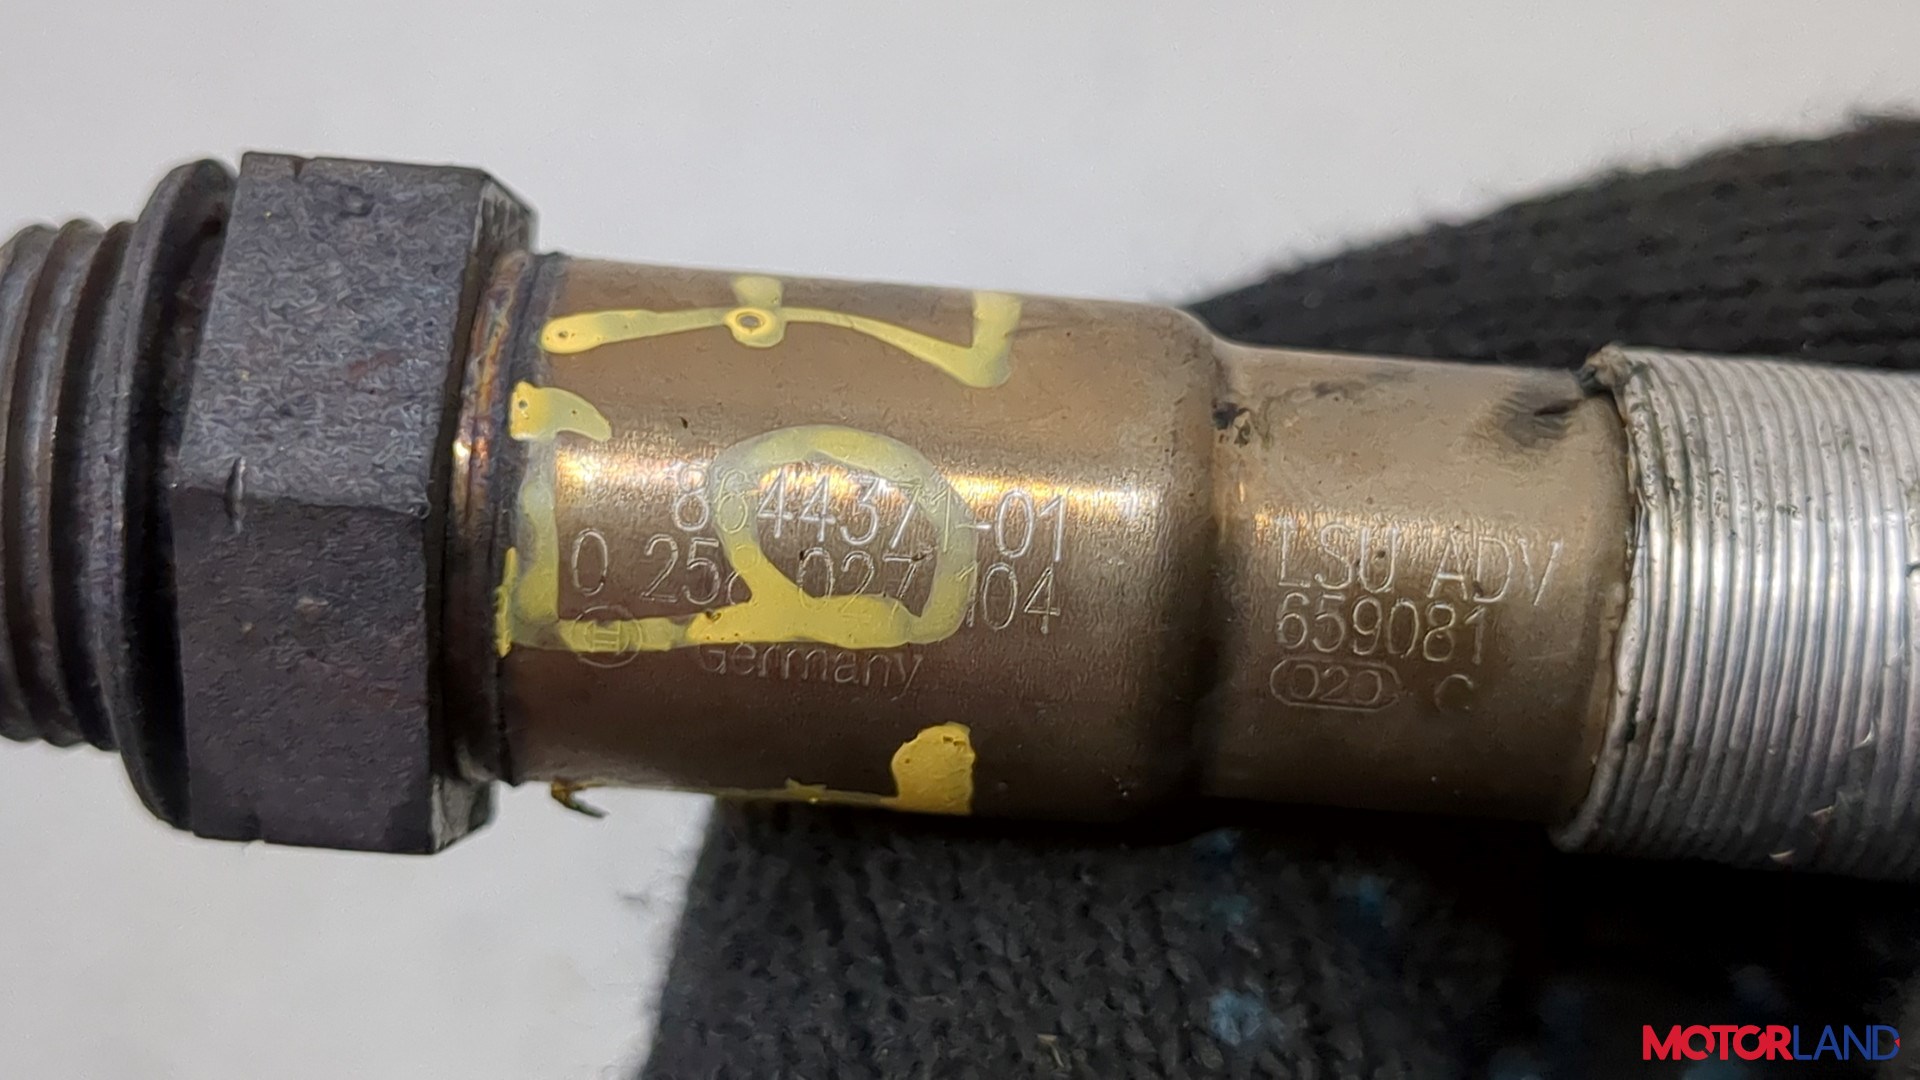 8644371-01
0 258 027 104
Germany
LSU ADV
659081
020 C
MOTORLAND